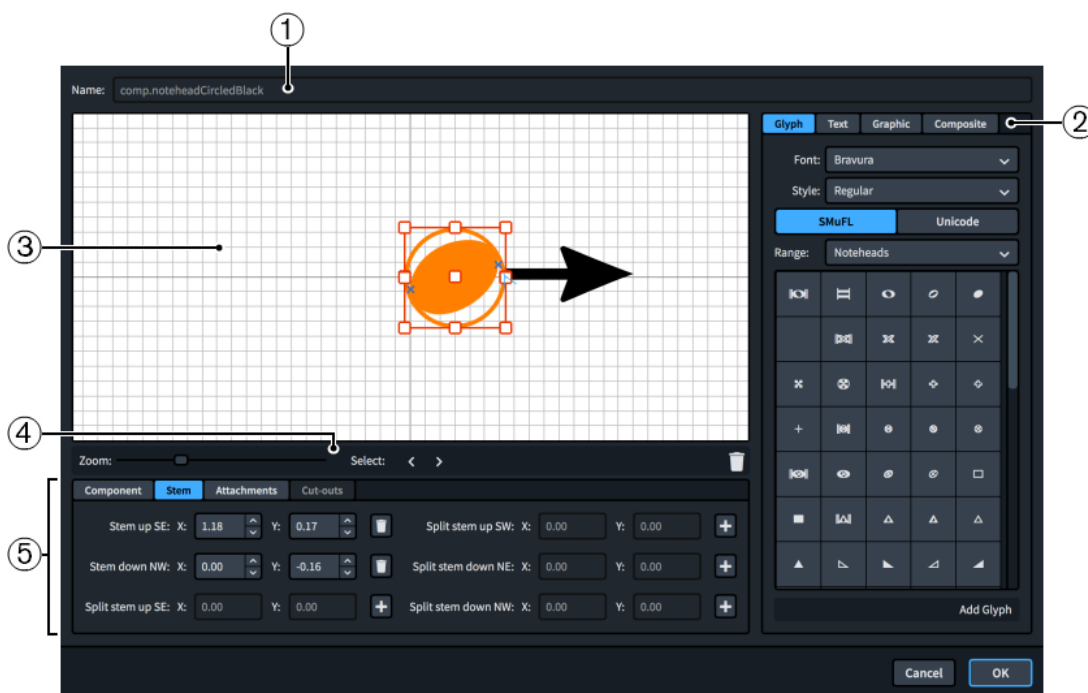 1
Name: comp.noteheadCircledBlack
Glyph Text Graphic Composite
2
Font: Bravura
Style: Regular
SMuFL Unicode
3
Range: Noteheads
4
Zoom: Select: < >
Component Stem Attachments Cut-outs
Stem up SE: X: 1.18 Y: 0.17 Split stem up SW: X: 0.00 Y: 0.00 +
5
Stem down NW: X: 0.00 Y: -0.16 Split stem down NE: X: 0.00 Y: 0.00 +
Split stem up SE: X: 0.00 Y: 0.00 + Split stem down NW: X: 0.00 Y: 0.00 +
Add Glyph
Cancel OK